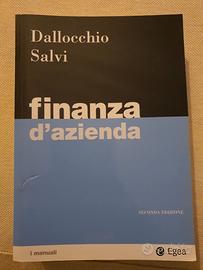 Dallocchio
Salvi
finanza
d'azienda
SECONDA EDIZIONE
i manuali
Egea